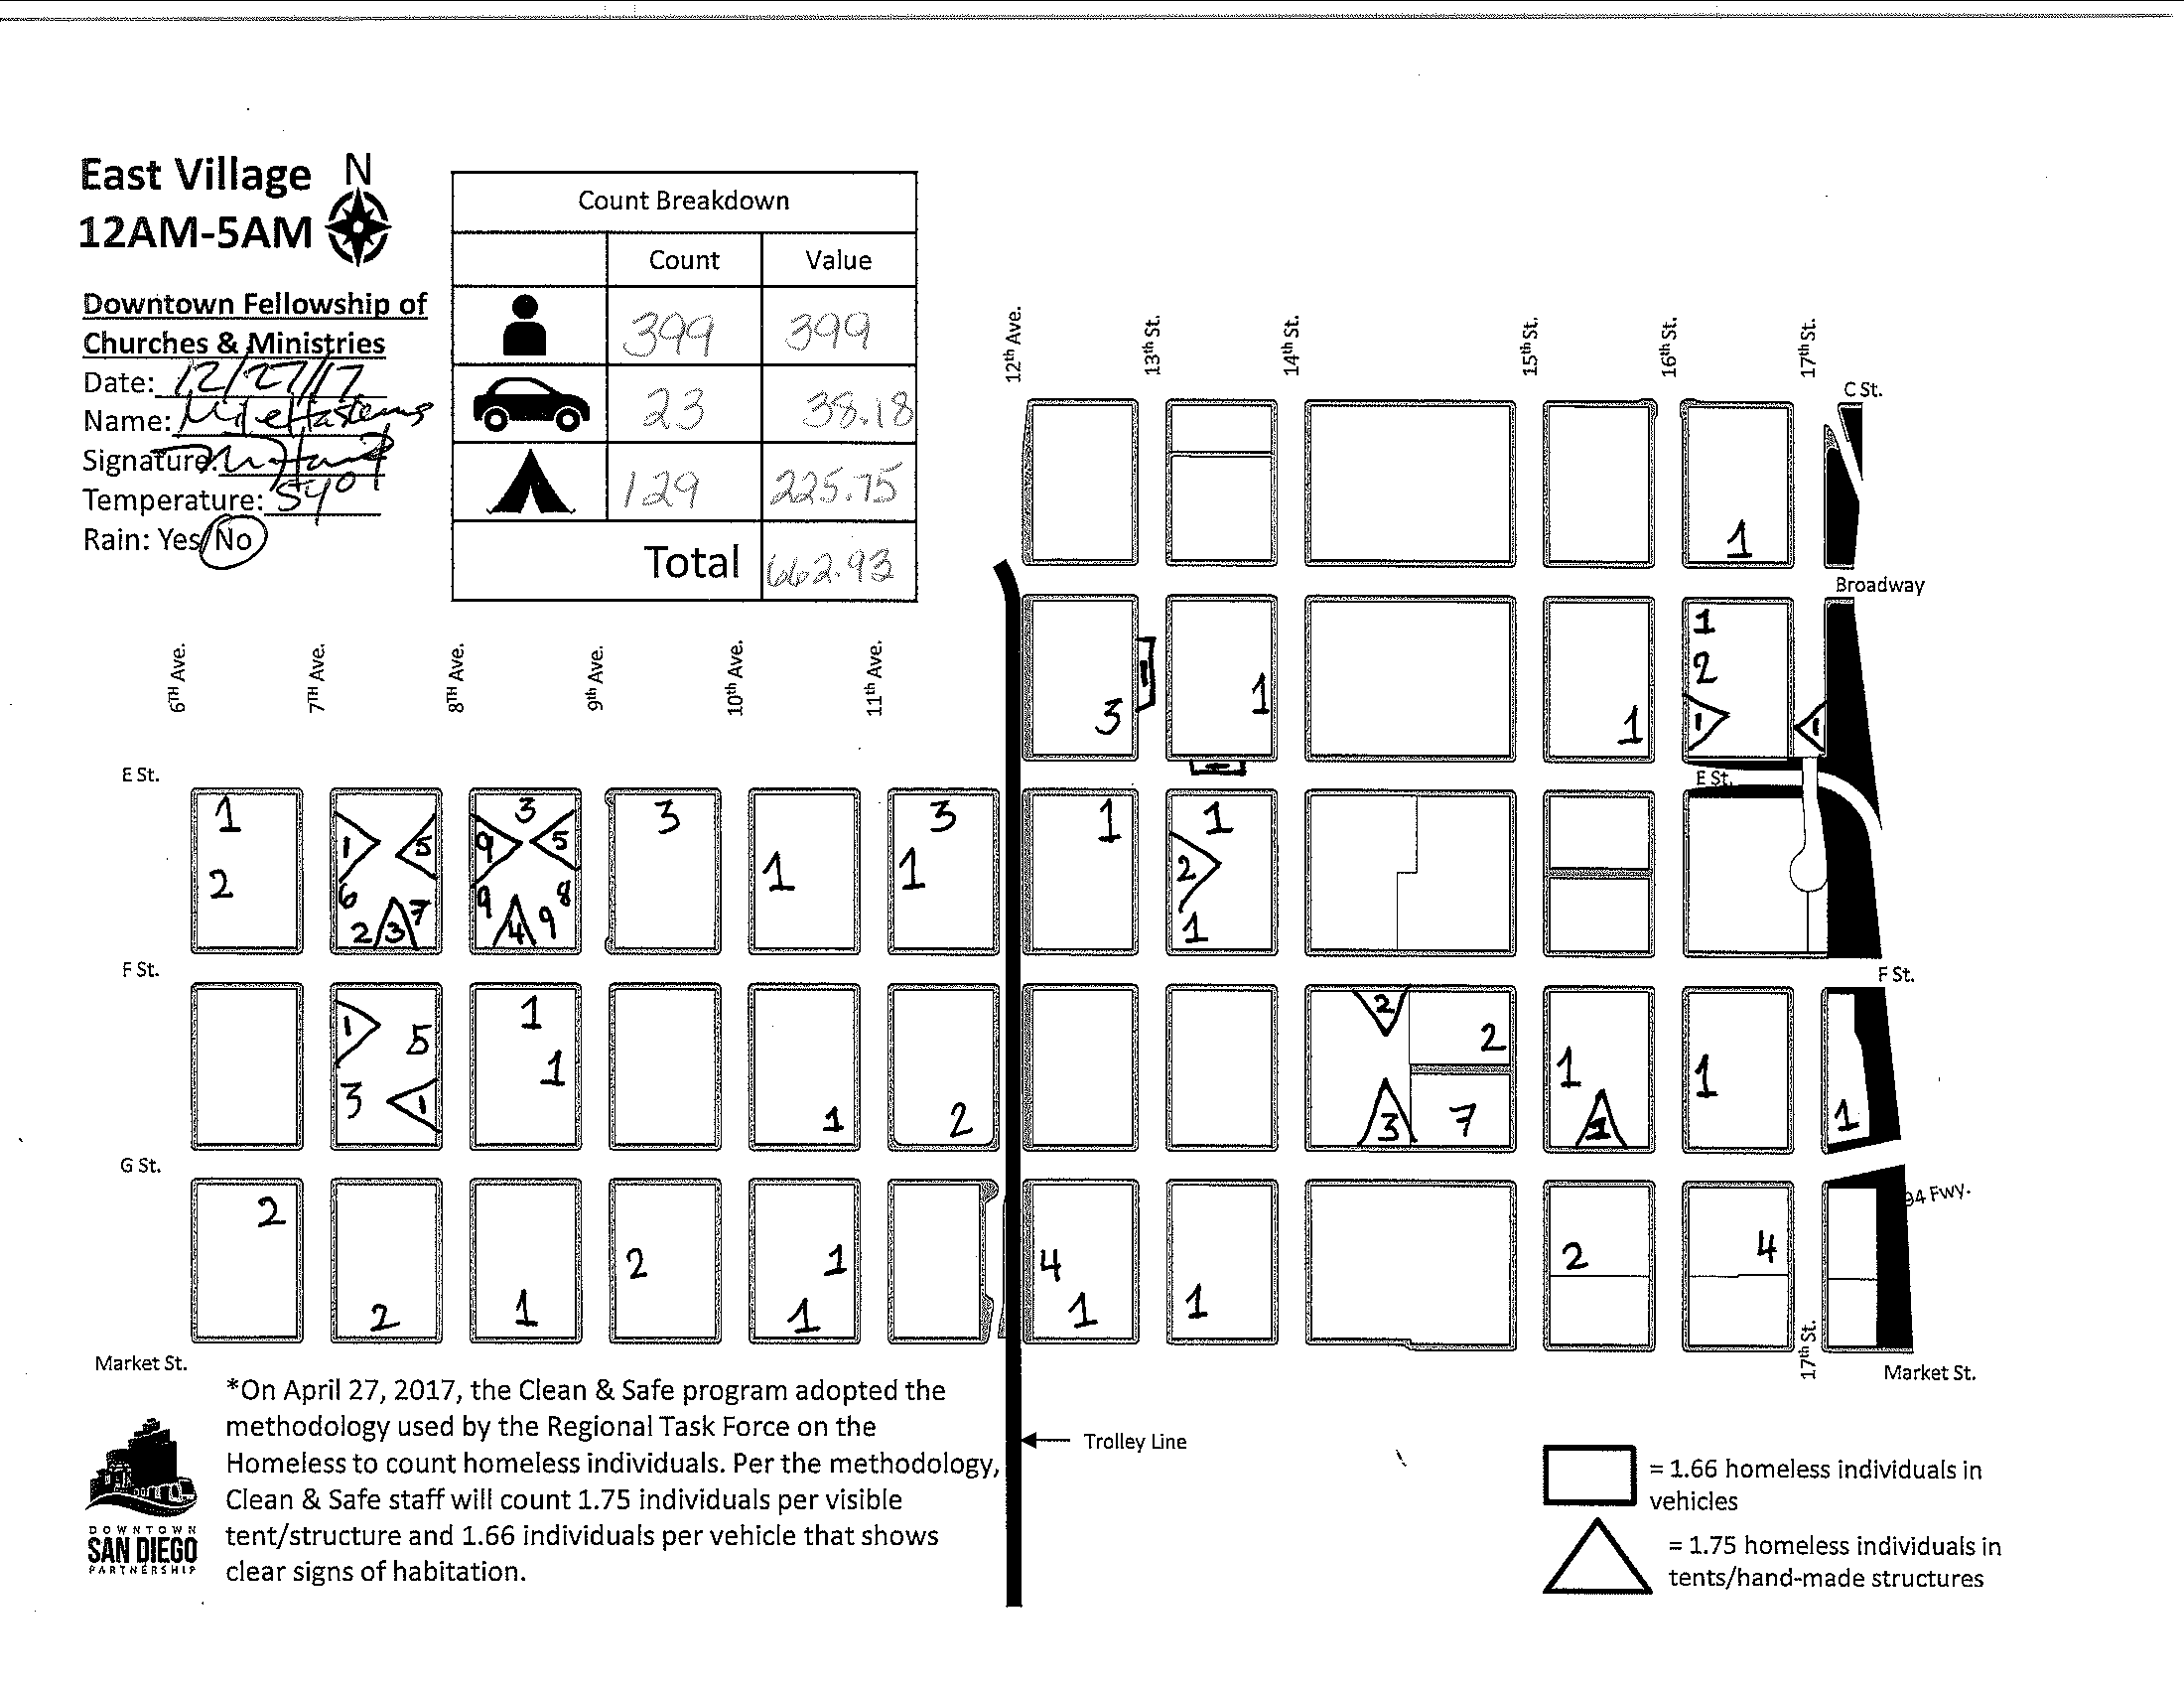 East Village N
12AM-5AM
Downtown Fellowship of
Churches & Ministries
Date: 12/27/17
Name:
Signature:
Temperature: 54°
Rain: Yes/No
Count Breakdown
Count Value
399 399
23 38.18
129 225.75
Total 662.93
12th Ave.
13th St.
14th St.
15th St.
16th St.
17th St.
C St.
1
Broadway
6TH Ave.
7TH Ave.
8TH Ave.
9th Ave.
10th Ave.
11th Ave.
3
1
1
1
2
1
1
E St.
E St.
1
2
1
5
6
2
3
7
3
9
5
9
4
9
8
3
1
3
1
1
1
2
1
F St.
F St.
1
5
3
1
1
1
1
2
2
2
3
7
1
1
1
G St.
94 Fwy.
2
2
1
2
1
1
4
1
1
2
4
17th St.
Market St.
Market St.
*On April 27, 2017, the Clean & Safe program adopted the
methodology used by the Regional Task Force on the
Homeless to count homeless individuals. Per the methodology,
Clean & Safe staff will count 1.75 individuals per visible
tent/structure and 1.66 individuals per vehicle that shows
clear signs of habitation.
DOWNTOWN
SAN DIEGO
PARTNERSHIP
Trolley Line
= 1.66 homeless individuals in
vehicles
= 1.75 homeless individuals in
tents/hand-made structures